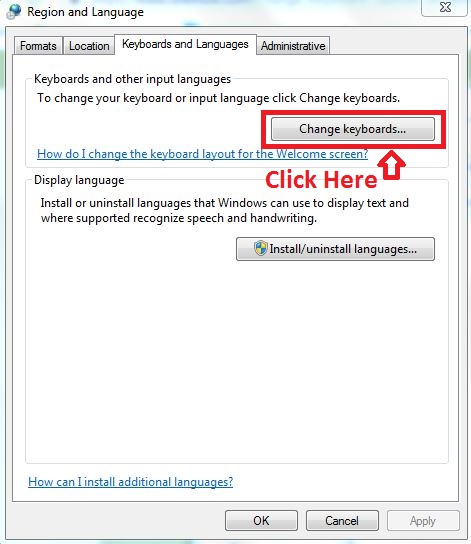 Region and Language
Formats Location Keyboards and Languages Administrative
Keyboards and other input languages
To change your keyboard or input language click Change keyboards.
Change keyboards...
How do I change the keyboard layout for the Welcome screen?
Click Here
Display language
Install or uninstall languages that Windows can use to display text and
where supported recognize speech and handwriting.
Install/uninstall languages...
How can I install additional languages?
OK Cancel Apply